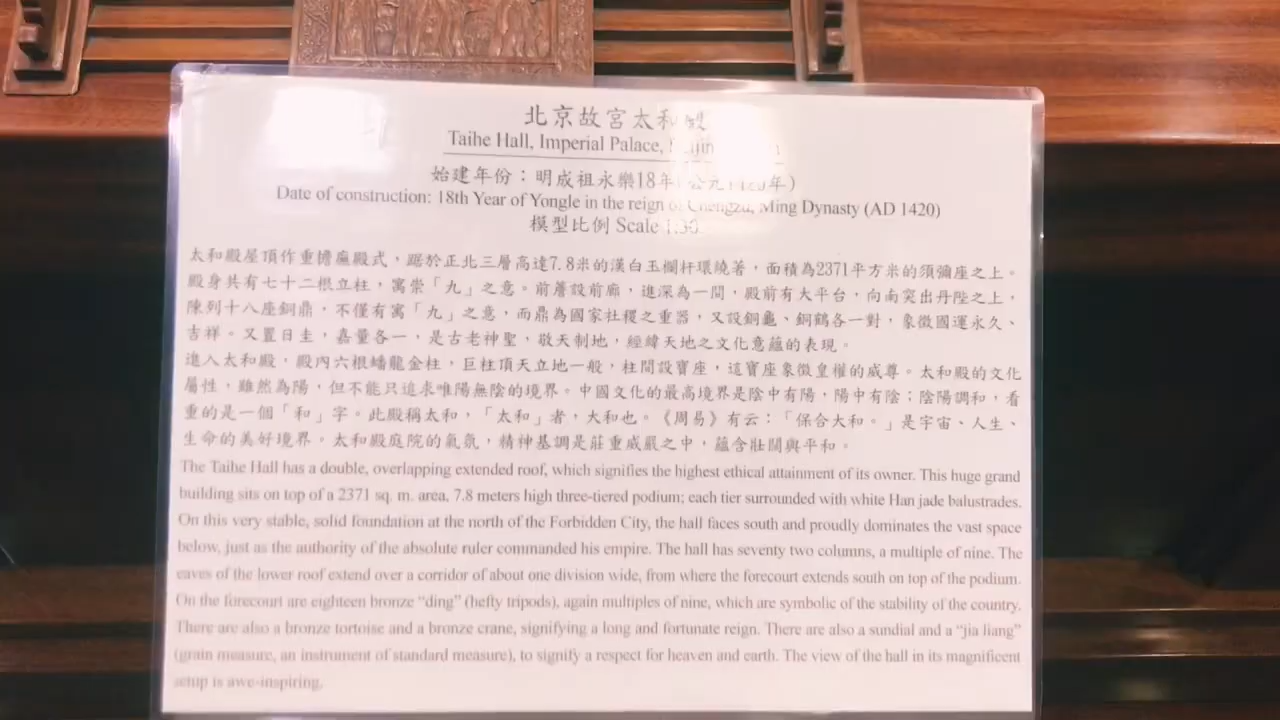 北京故宮太和殿
Taihe Hall, Imperial Palace,
始建年份：明成祖永樂18年(公元1420年）
Date of construction: 18th Year of Yongle in the reign of Chengzu, Ming Dynasty (AD 1420)
模型比例 Scale 1:30
太和殿屋頂作重擔廡殿式，踞於正北三層高達7.8米的漢白玉欄杆環繞著，面積為2371平方米的須彌座之上。
殿身共有七十二根立柱，寓崇「九」之意。前簷設前廊，進深為一間，殿前有大平台，向南突出丹陛之上，
陳列十八座銅鼎，不僅有寓「九」之意，而鼎為國家社稷之重器，又設銅龜、銅鶴各一對，象徵國運永久、
吉祥。又置日圭，嘉量各一，是古老神聖，敬天制地，經緯天地之文化意蘊的表現。
進入太和殿，殿內六根蟠龍金柱，巨柱頂天立地一般，柱間設寶座，這寶座象徵皇權的威尊。太和殿的文化
屬性，雖然為陽，但不能只追求唯陽無陰的境界。中國文化的最高境界是陰中有陽，陽中有陰；陰陽調和，看
重的是一個「和」字。此殿稱太和，「太和」者，大和也。《周易》有云：「保合大和。」是宇宙、人生、
生命的美好境界。太和殿庭院的氣氛，精神基調是莊重威嚴之中，蘊含壯闊與平和。
The Taihe Hall has a double, overlapping extended roof, which signifies the highest ethical attainment of its owner. This huge grand
building sits on top of a 2371 sq. m. area, 7.8 meters high three-tiered podium; each tier surrounded with white Han jade balustrades.
On this very stable, solid foundation at the north of the Forbidden City, the hall faces south and proudly dominates the vast space
below, just as the authority of the absolute ruler commanded his empire. The hall has seventy two columns, a multiple of nine. The
eaves of the lower roof extend over a corridor of about one division wide, from where the forecourt extends south on top of the podium.
On the forecourt are eighteen bronze “ding” (hefty tripods), again multiples of nine, which are symbolic of the stability of the country.
There are also a bronze tortoise and a bronze crane, signifying a long and fortunate reign. There are also a sundial and a “jia liang”
(grain measure, an instrument of standard measure), to signify a respect for heaven and earth. The view of the hall in its magnificent
setup is awe-inspiring.